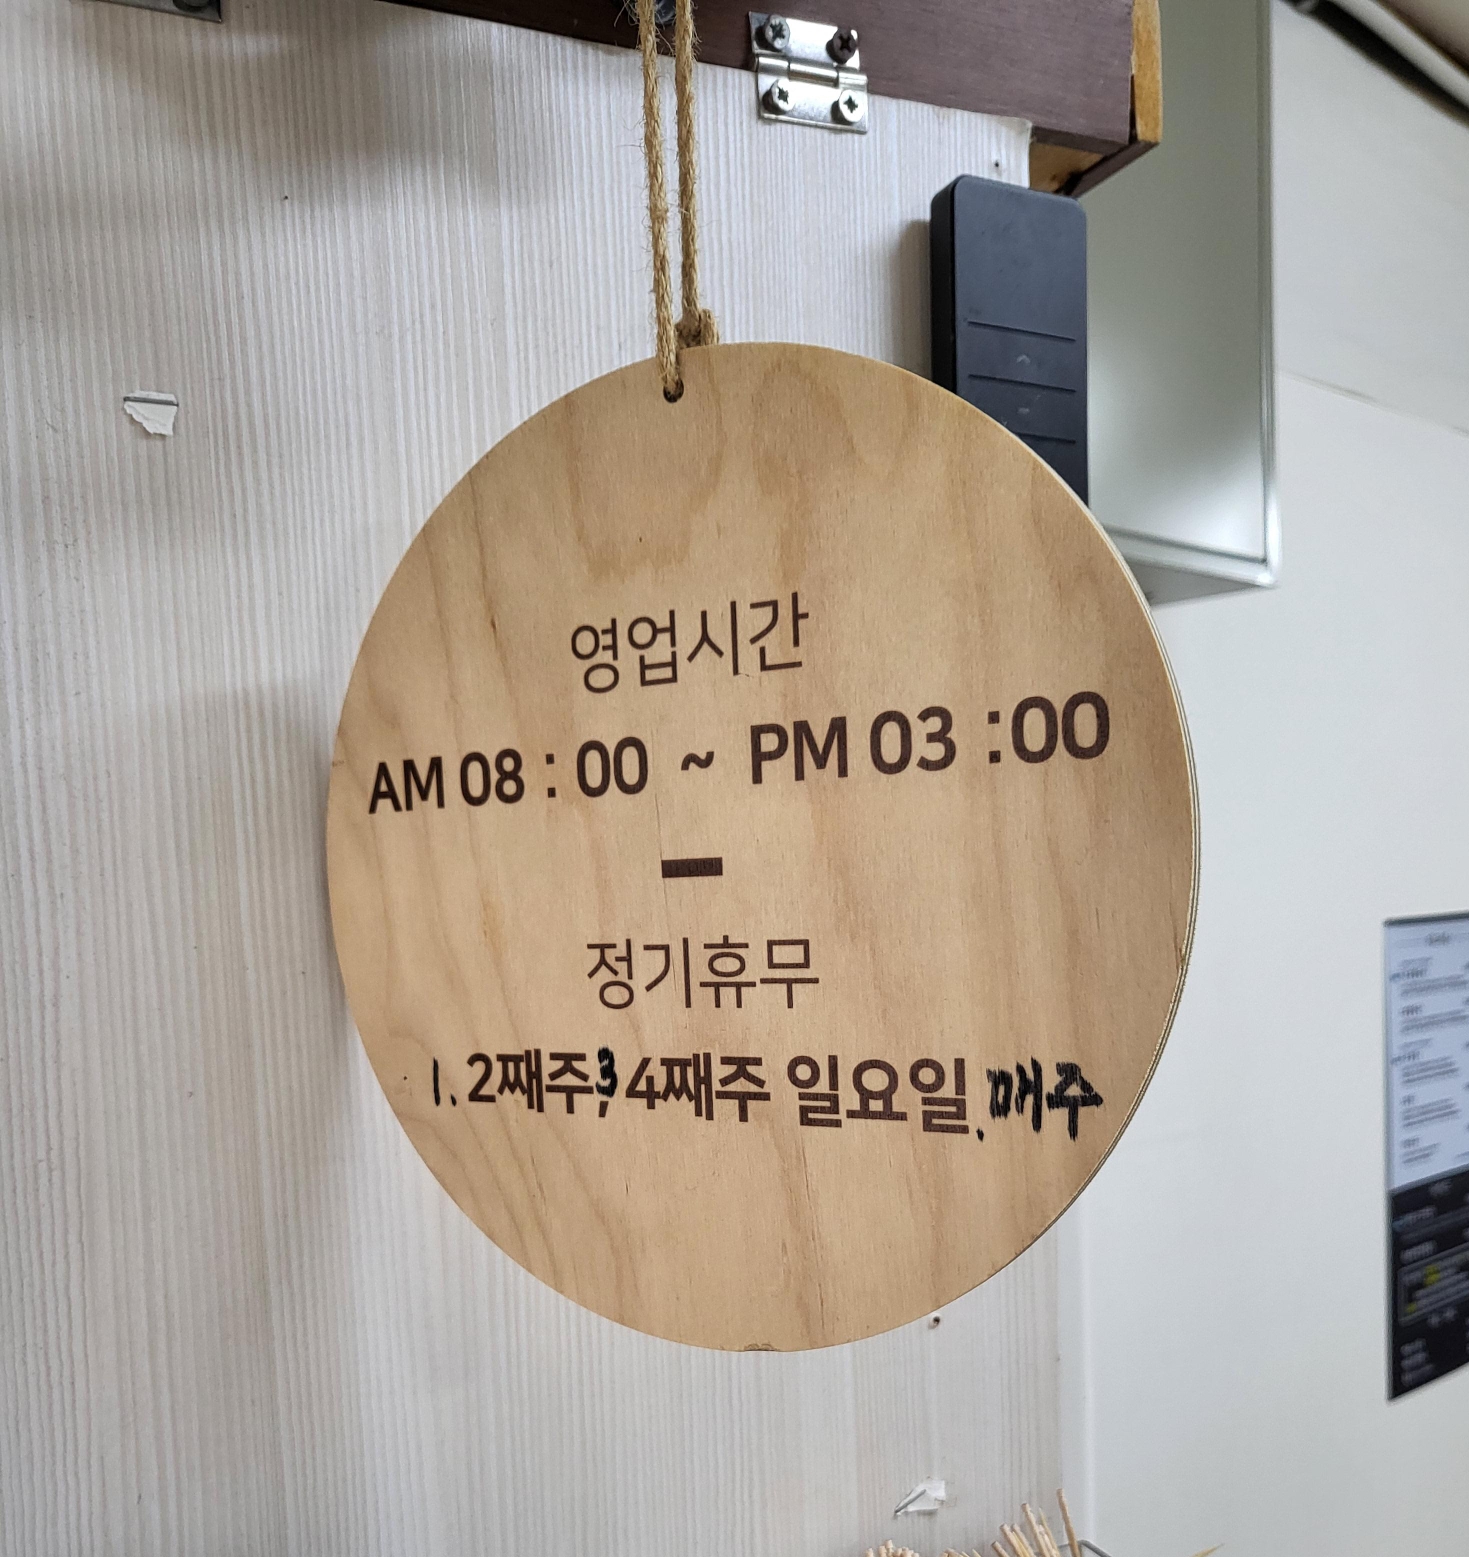 영업시간
AM 08 : 00 ~ PM 03 :00
정기휴무
1. 2째주, 3 4째주 일요일. 매주